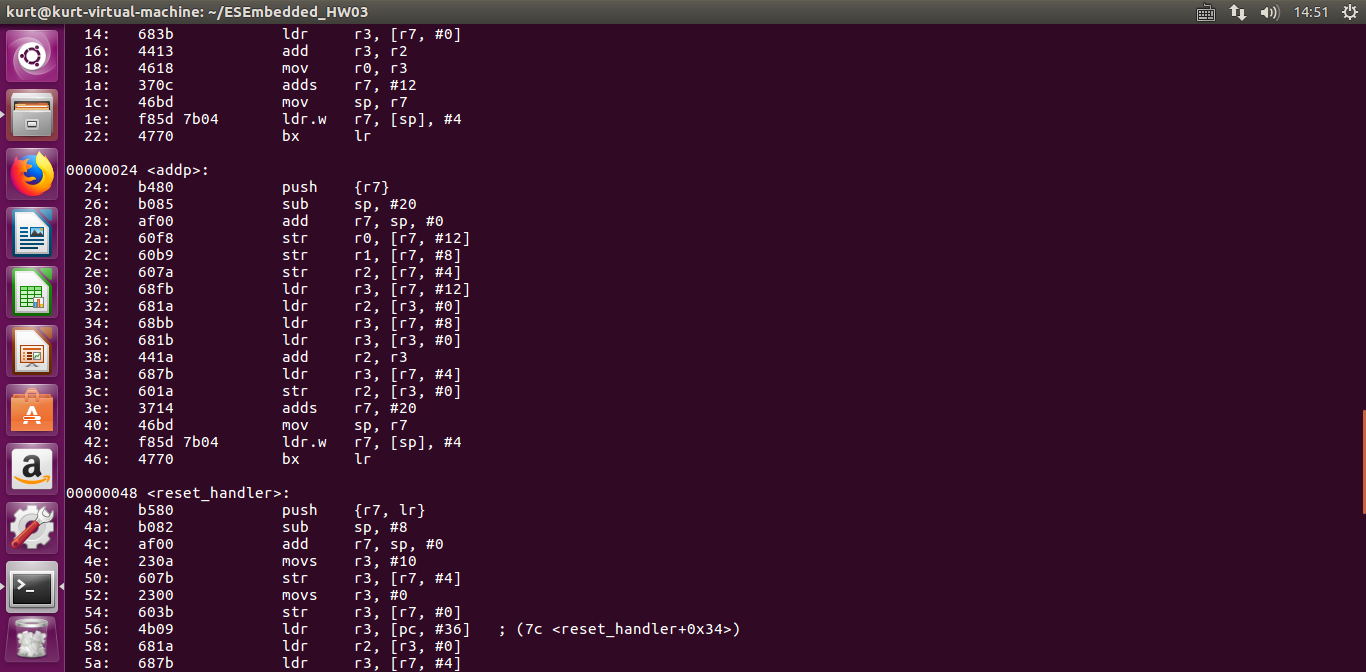 kurt@kurt-virtual-machine: ~/ESEmbedded_HW03 14:51
14: 683b ldr r3, [r7, #0]
16: 4413 add r3, r2
18: 4618 mov r0, r3
1a: 370c adds r7, #12
1c: 46bd mov sp, r7
1e: f85d 7b04 ldr.w r7, [sp], #4
22: 4770 bx lr
00000024 <addp>:
24: b480 push {r7}
26: b085 sub sp, #20
28: af00 add r7, sp, #0
2a: 60f8 str r0, [r7, #12]
2c: 60b9 str r1, [r7, #8]
2e: 607a str r2, [r7, #4]
30: 68fb ldr r3, [r7, #12]
32: 681a ldr r2, [r3, #0]
34: 68bb ldr r3, [r7, #8]
36: 681b ldr r3, [r3, #0]
38: 441a add r2, r3
3a: 687b ldr r3, [r7, #4]
3c: 601a str r2, [r3, #0]
3e: 3714 adds r7, #20
40: 46bd mov sp, r7
42: f85d 7b04 ldr.w r7, [sp], #4
46: 4770 bx lr
00000048 <reset_handler>:
48: b580 push {r7, lr}
4a: b082 sub sp, #8
4c: af00 add r7, sp, #0
4e: 230a movs r3, #10
50: 607b str r3, [r7, #4]
52: 2300 movs r3, #0
54: 603b str r3, [r7, #0]
56: 4b09 ldr r3, [pc, #36] ; (7c <reset_handler+0x34>)
58: 681a ldr r2, [r3, #0]
5a: 687b ldr r3, [r7, #4]